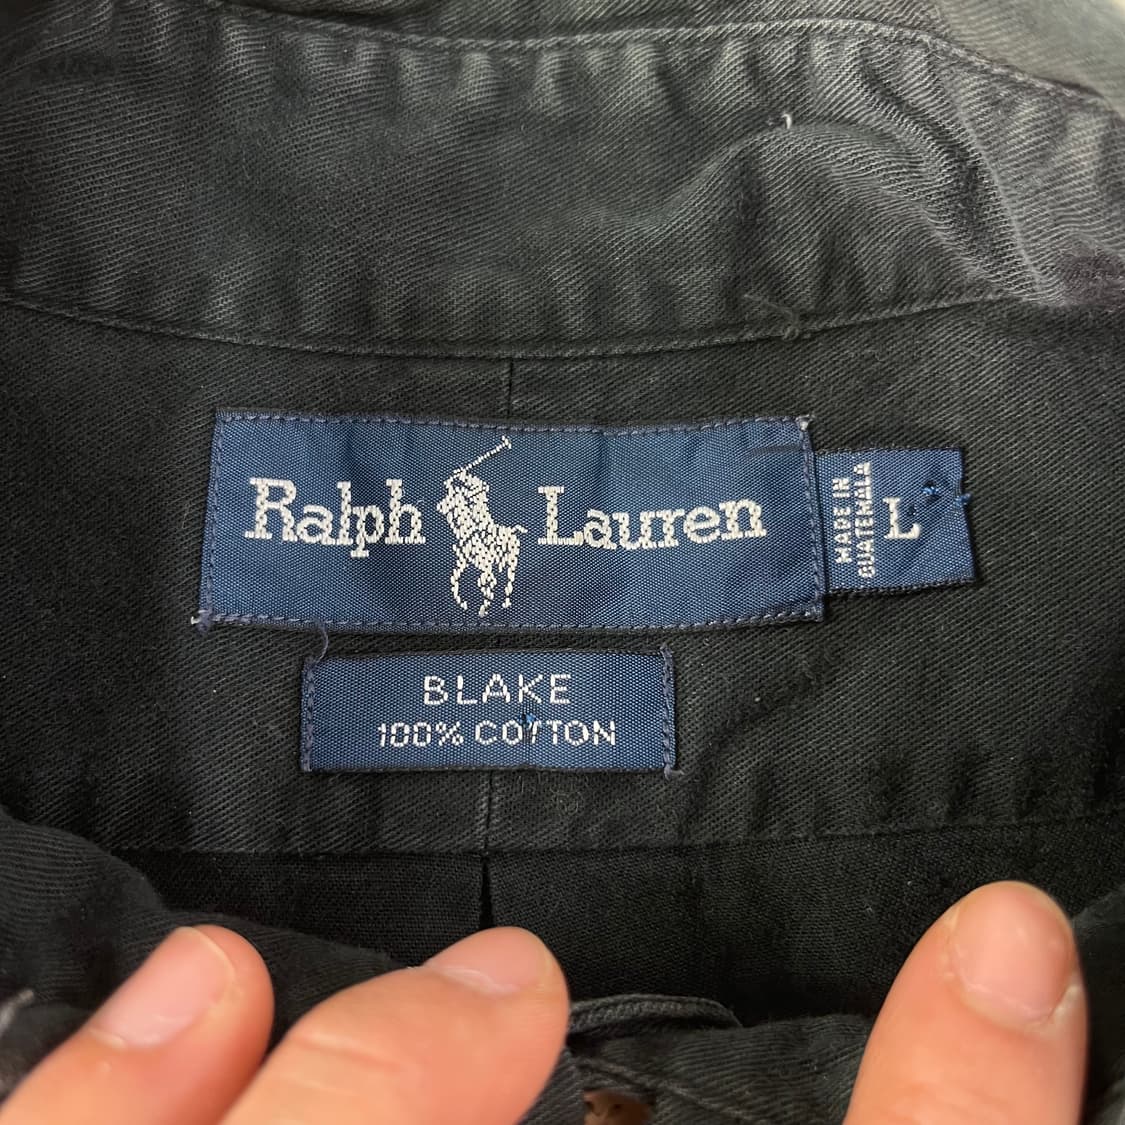 Ralph Lauren
MADE IN
GUATEMALA
L
BLAKE
100% COTTON